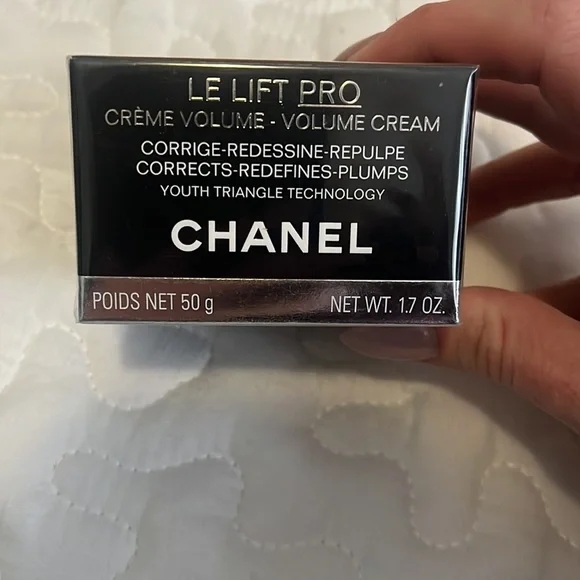 LE LIFT PRO
CRÈME VOLUME - VOLUME CREAM
CORRIGE-REDESSINE-REPULPE
CORRECTS-REDEFINES-PLUMPS
YOUTH TRIANGLE TECHNOLOGY
CHANEL
POIDS NET 50 g NET WT. 1.7 OZ.